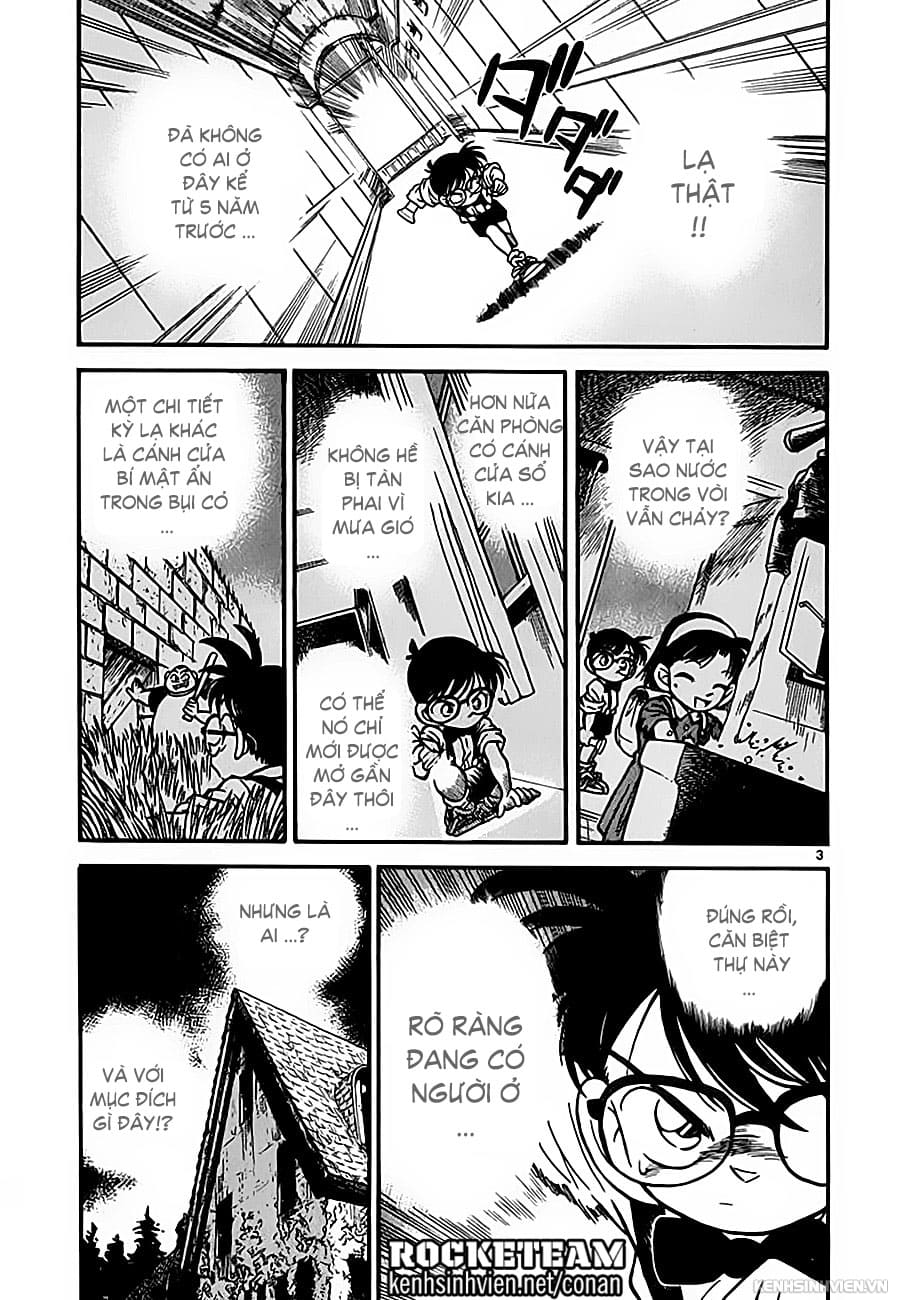 LẠ
THẬT
!!
ダダダ
ĐÃ KHÔNG
CÓ AI Ở
ĐÂY KỂ
TỪ 5 NĂM
TRƯỚC ...
VẬY TẠI
SAO NƯỚC
TRONG VÒI
VẪN CHẢY?
HƠN NỮA
CĂN PHÒNG
CÓ CÁNH
CỬA SỔ
KIA ...
KHÔNG HỀ
BỊ TÀN
PHAI VÌ
MƯA GIÓ
...
CÓ THỂ
NÓ CHỈ
MỚI ĐƯỢC
MỞ GẦN
ĐÂY THÔI
...
MỘT CHI TIẾT
KỲ LẠ KHÁC
LÀ CÁNH CỬA
BÍ MẬT ẨN
TRONG BỤI CỎ
...
3
ĐÚNG RỒI,
CĂN BIỆT
THỰ NÀY
...
RÕ RÀNG
ĐANG CÓ
NGƯỜI Ở
...
NHƯNG LÀ
AI ...?
VÀ VỚI
MỤC ĐÍCH
GÌ ĐÂY!?
ROCKETEAM
kenhsinhvien.net/conan
KENHSINHVIEN.VN